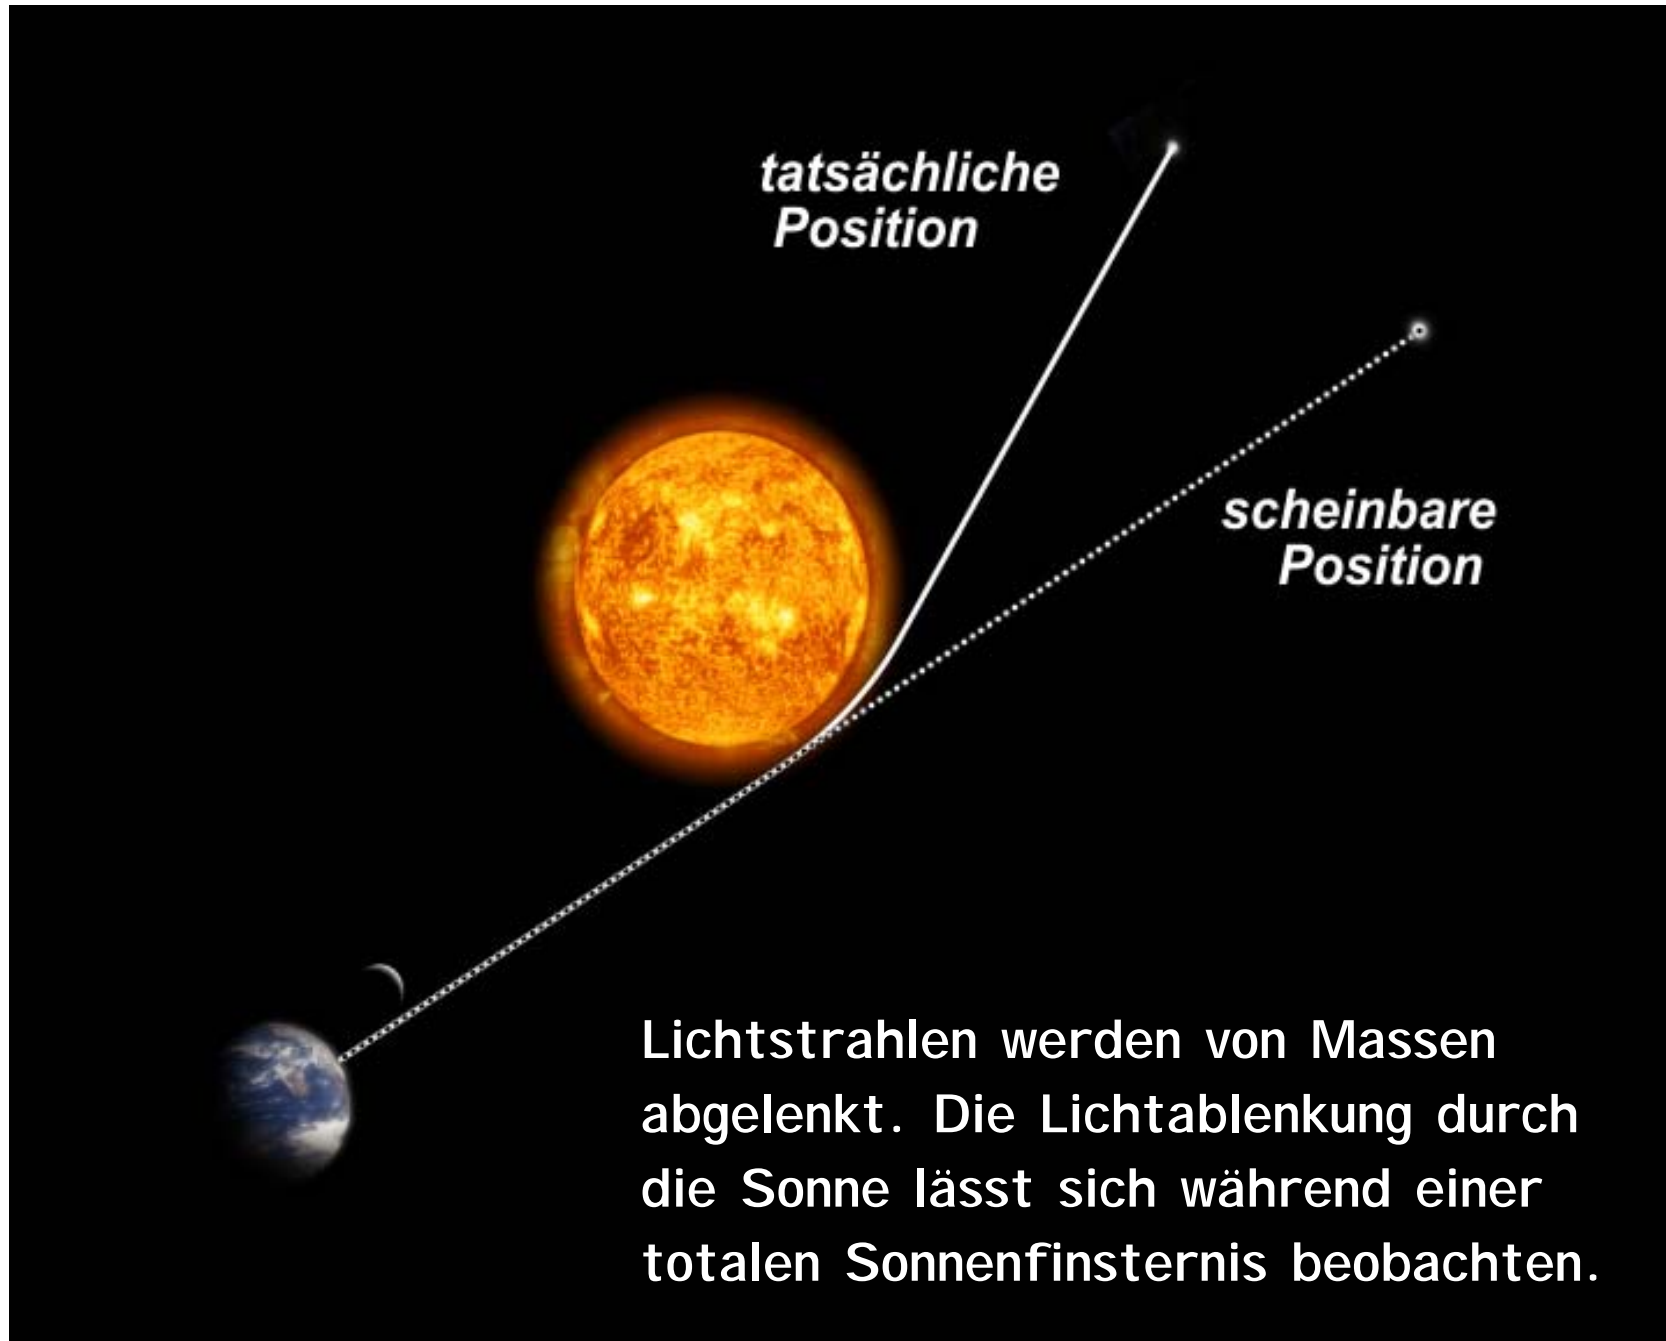 tatsächliche
Position
scheinbare
Position
Lichtstrahlen werden von Massen
abgelenkt. Die Lichtablenkung durch
die Sonne lässt sich während einer
totalen Sonnenfinsternis beobachten.